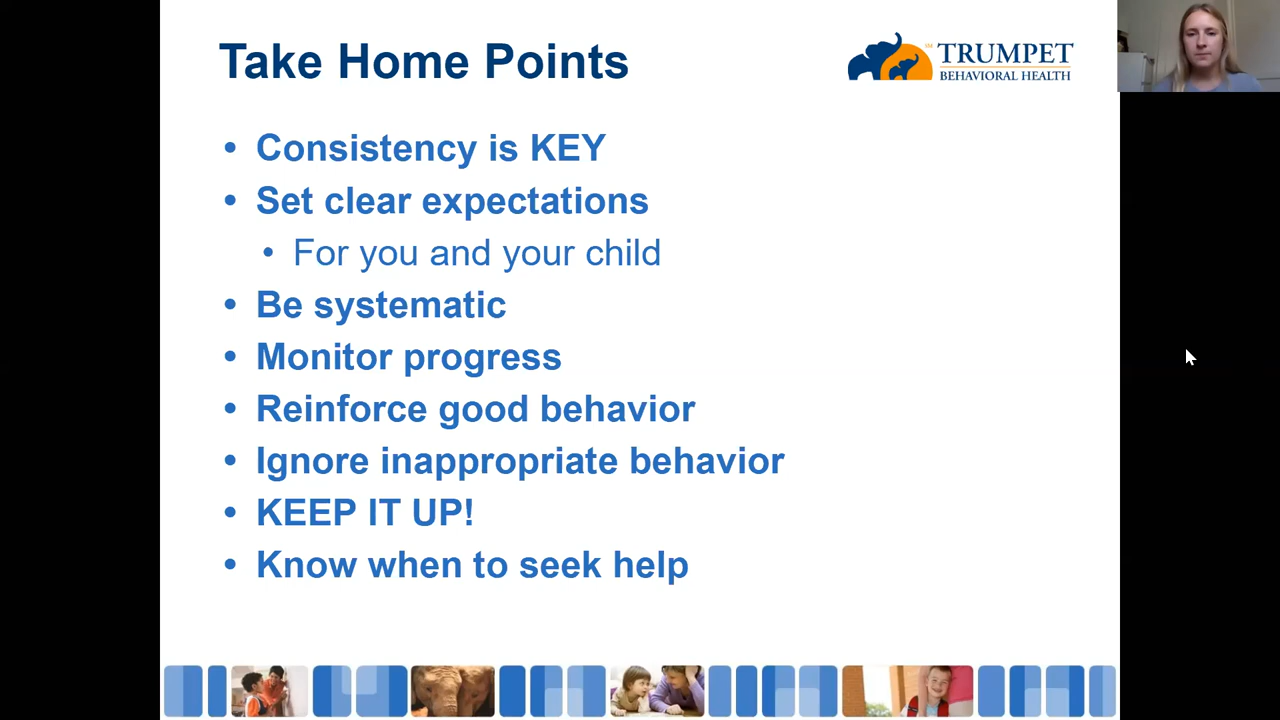 Take Home Points
TRUMPET
BEHAVIORAL HEALTH
• Consistency is KEY
• Set clear expectations
• For you and your child
• Be systematic
• Monitor progress
• Reinforce good behavior
• Ignore inappropriate behavior
• KEEP IT UP!
• Know when to seek help